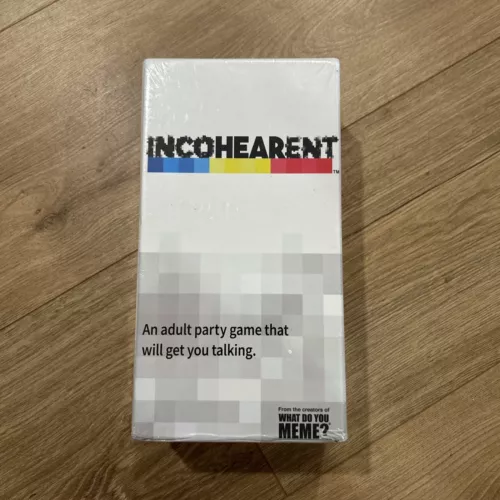 INCOHEARENT
TM
An adult party game that
will get you talking.
From the creators of
WHAT DO YOU
MEME?